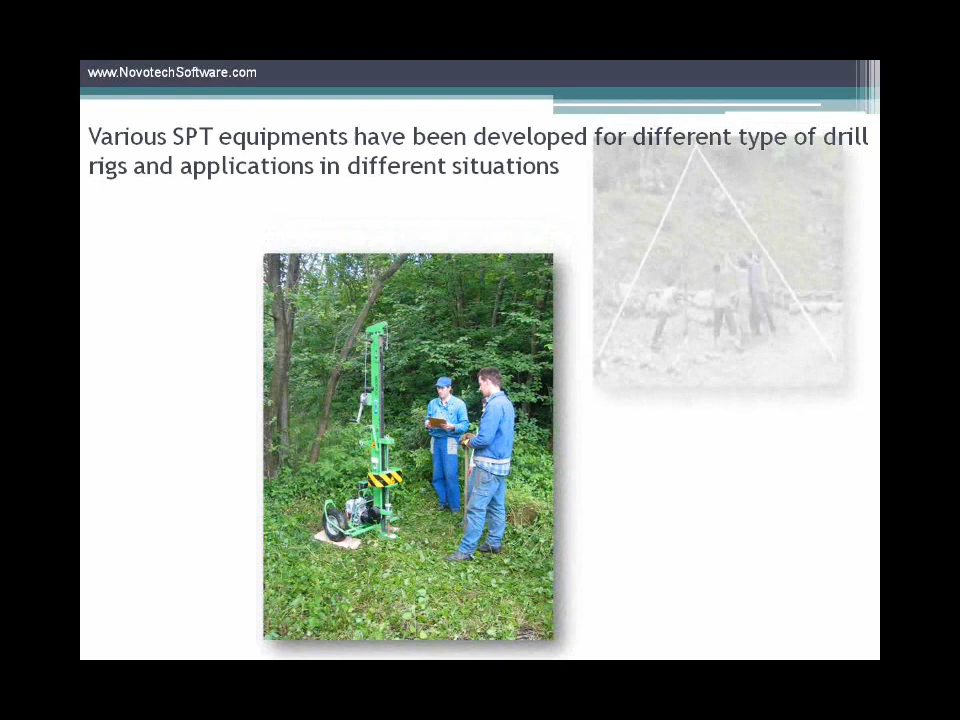 www.NovotechSoftware.com
Various SPT equipments have been developed for different type of drill
rigs and applications in different situations